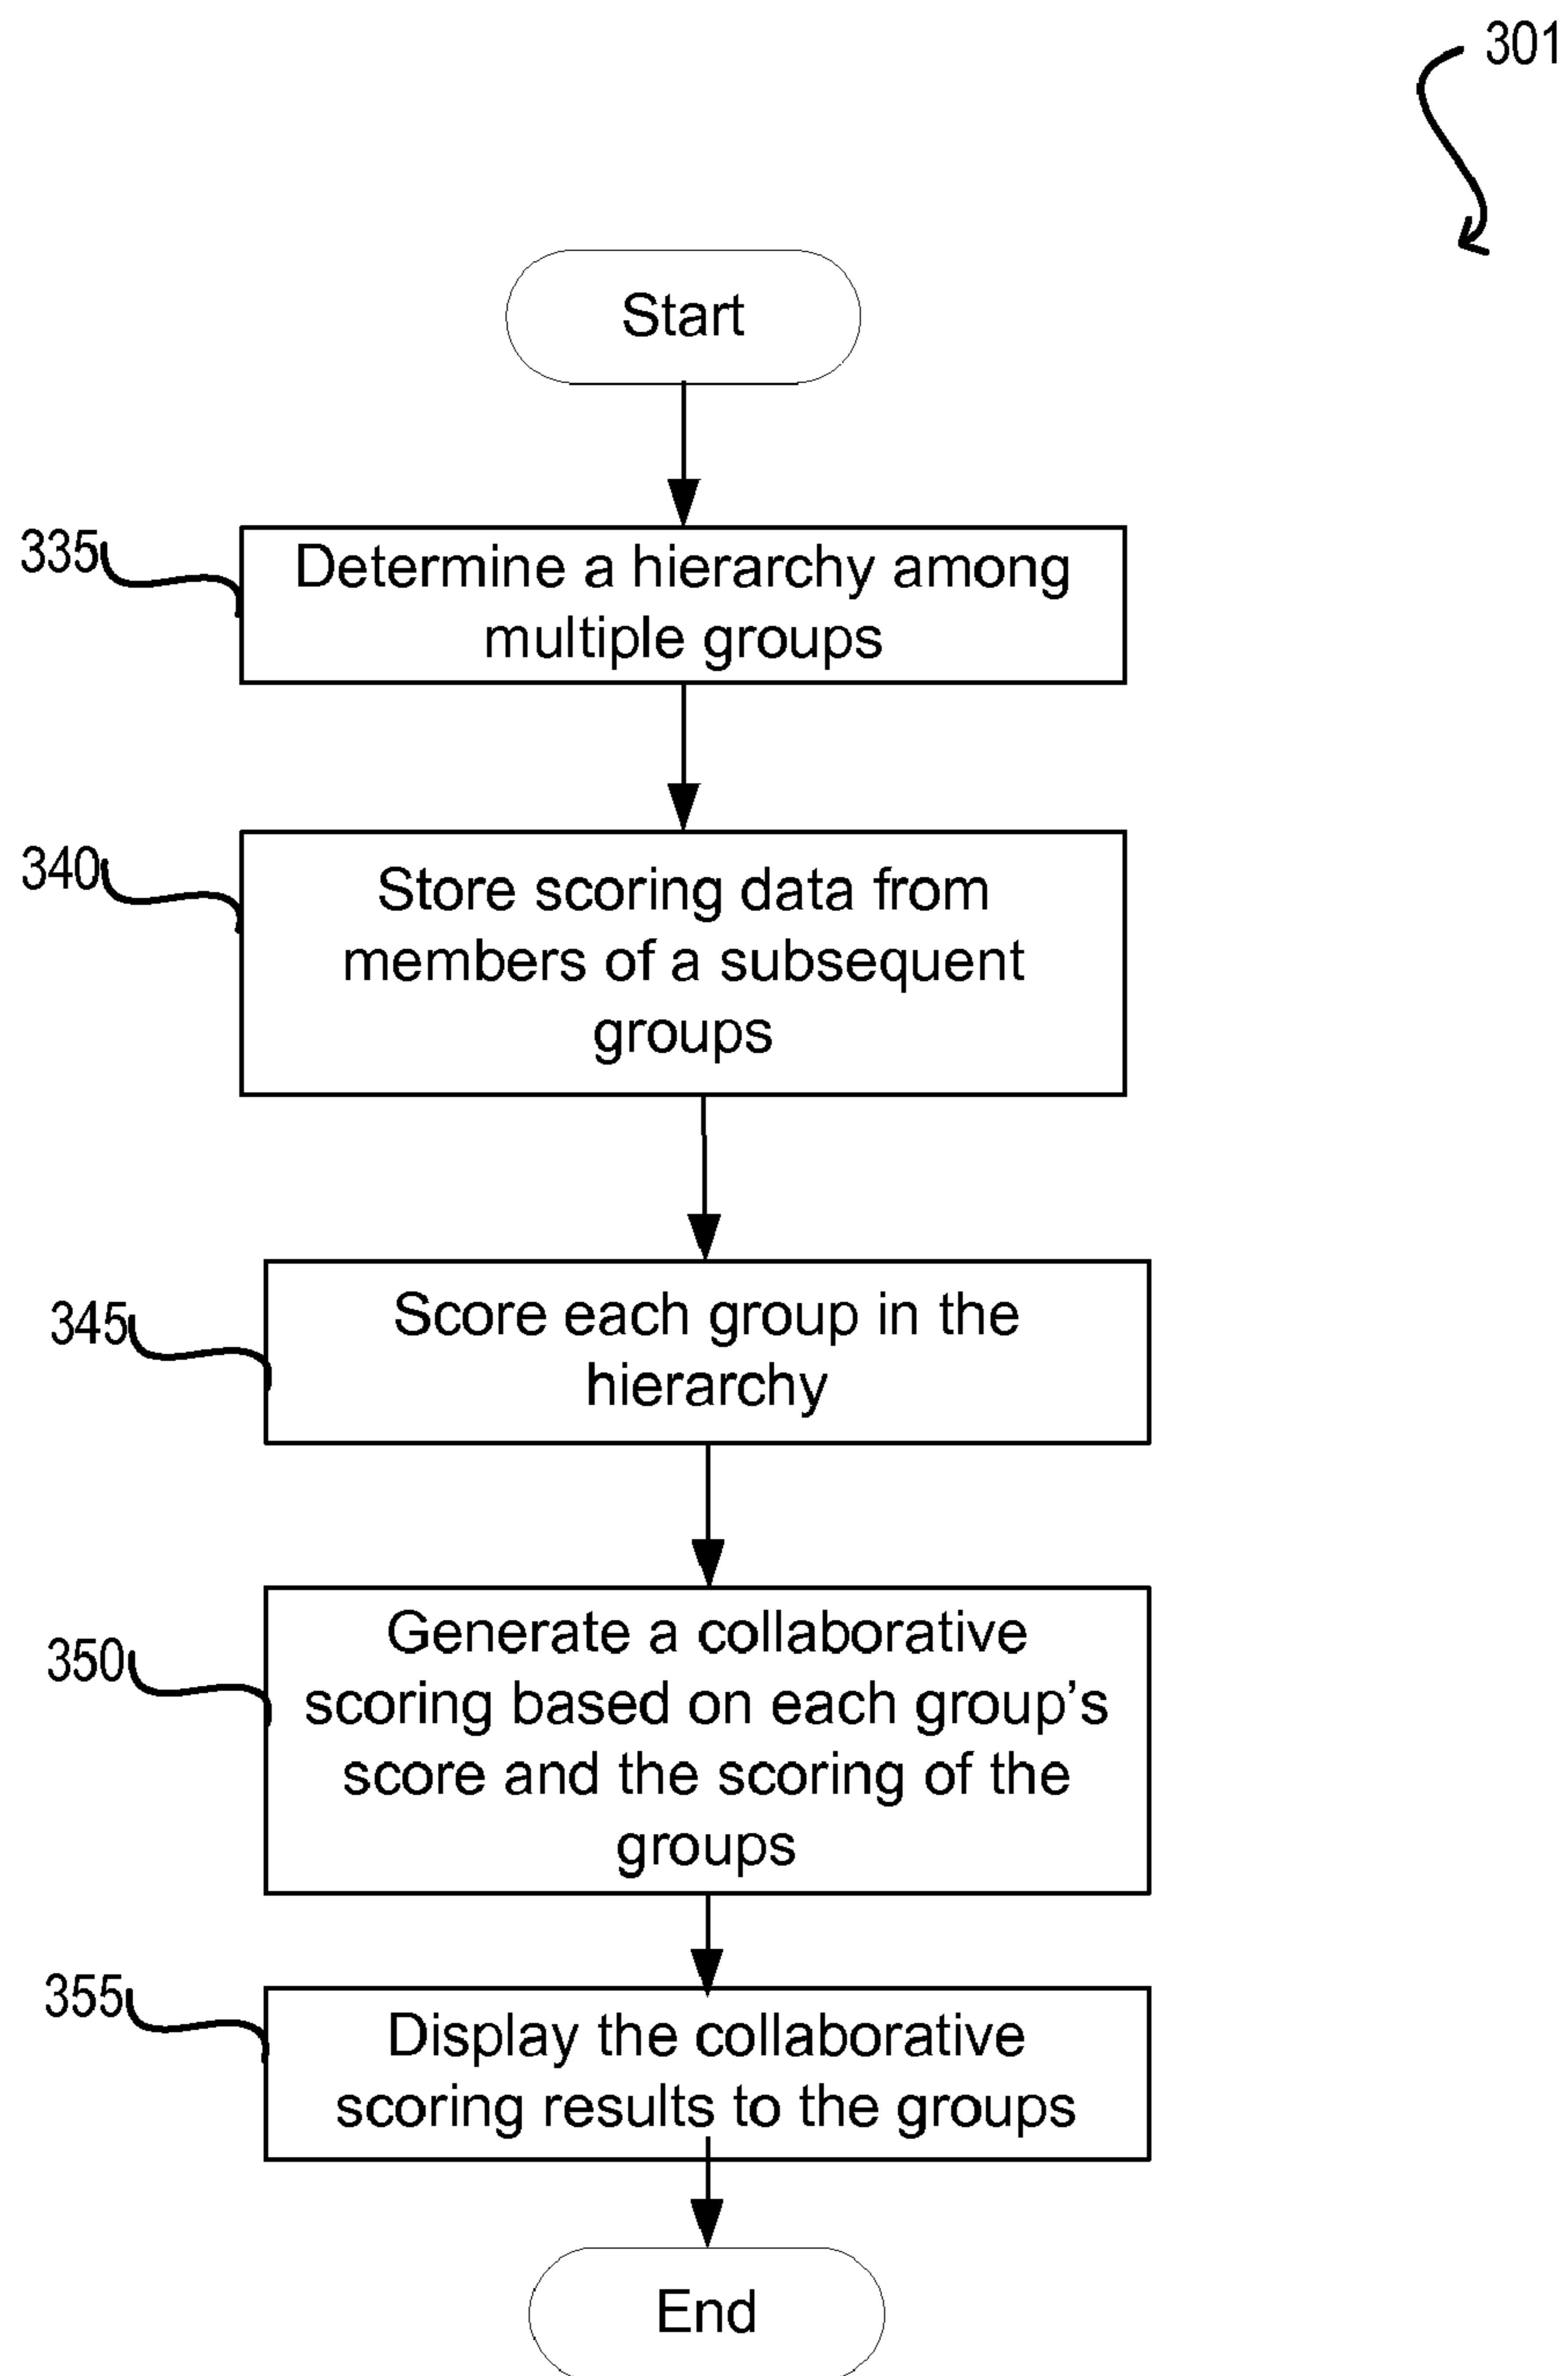 301
Start
335
Determine a hierarchy among
multiple groups
340
Store scoring data from
members of a subsequent
groups
345
Score each group in the
hierarchy
350
Generate a collaborative
scoring based on each group's
score and the scoring of the
groups
355
Display the collaborative
scoring results to the groups
End